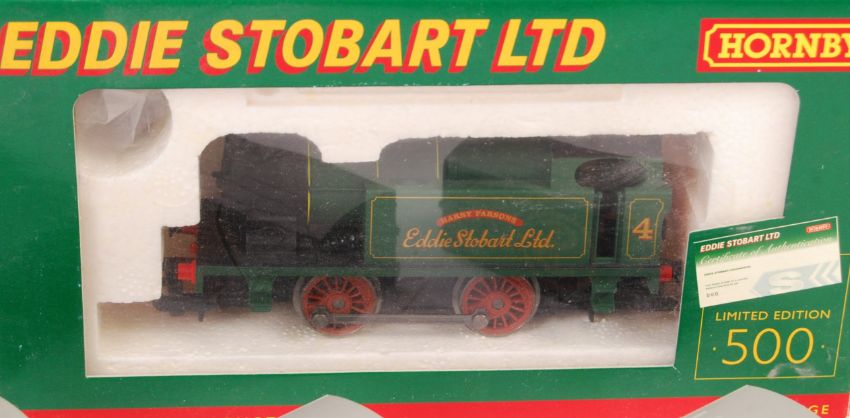 EDDIE STOBART LTD
HORNBY
HARRY PARSONS
Eddie Stobart Ltd.
4
HORNBY
EDDIE STOBART LTD
Certificate of Authentication
LIMITED EDITION
·500·